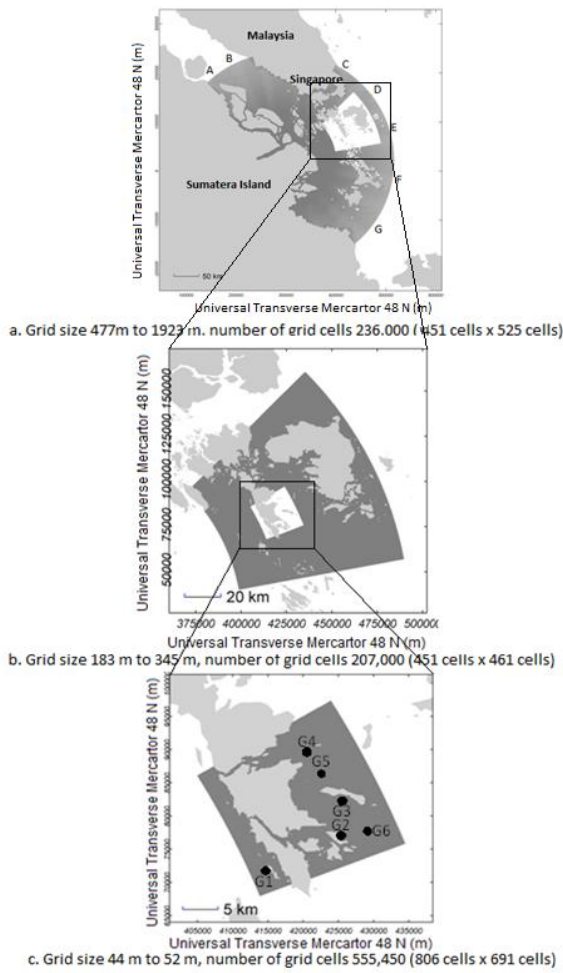 Malaysia
B
A
C
Singapore
D
E
Sumatera Island
F
G
50 km
Universal Transverse Mercartor 48 N (m)
Universal Transverse Mercartor 48 N (m)
a. Grid size 477m to 1923 m. number of grid cells 236.000 (451 cells x 525 cells)
Universal Transverse Mercartor 48 N (m)
150000
125000
100000
75000
50000
20 km
375000 400000 425000 450000 475000 50000
Universal Transverse Mercartor 48 N (m)
b. Grid size 183 m to 345 m, number of grid cells 207,000 (451 cells x 461 cells)
Universal Transverse Mercartor 48 N (m)
G4
G5
G3
G2
G6
G1
5 km
405000 410000 415000 420000 425000 430000 435000
Universal Transverse Mercartor 48 N (m)
c. Grid size 44 m to 52 m, number of grid cells 555,450 (806 cells x 691 cells)